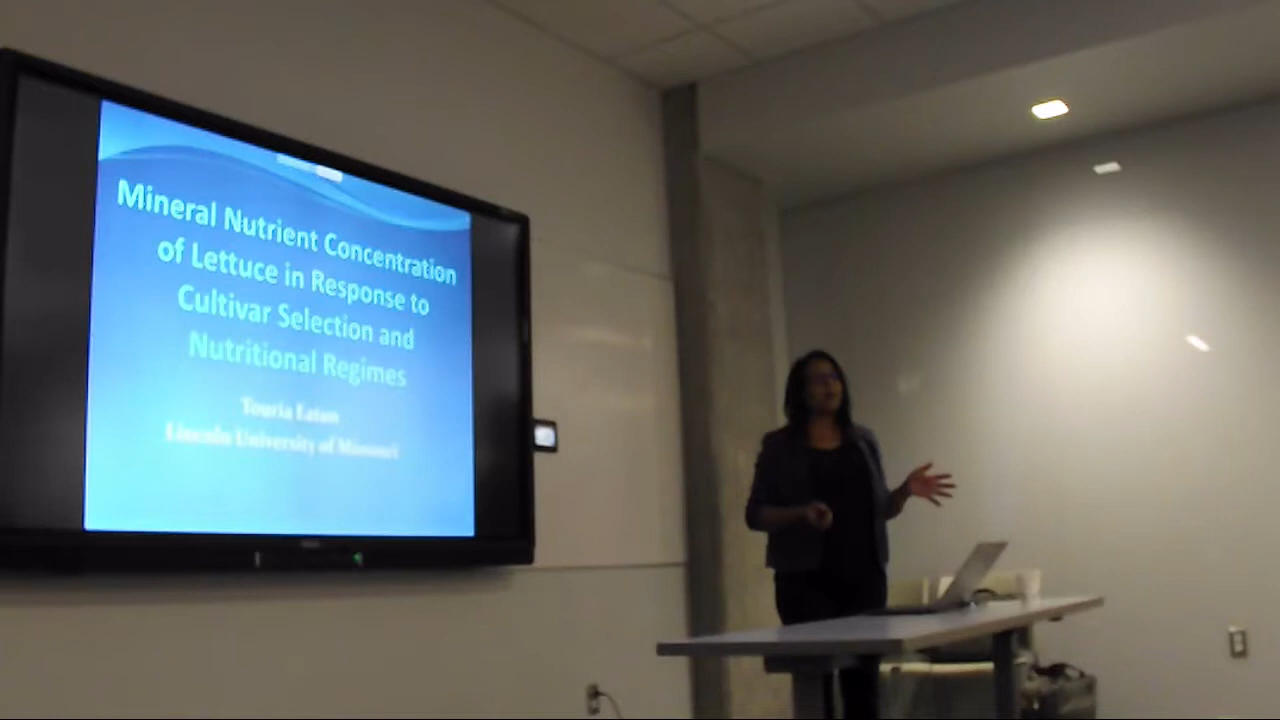 Mineral Nutrient Concentration
of Lettuce in Response to
Cultivar Selection and
Nutritional Regimes
Touria Eaton
Lincoln University of Missouri